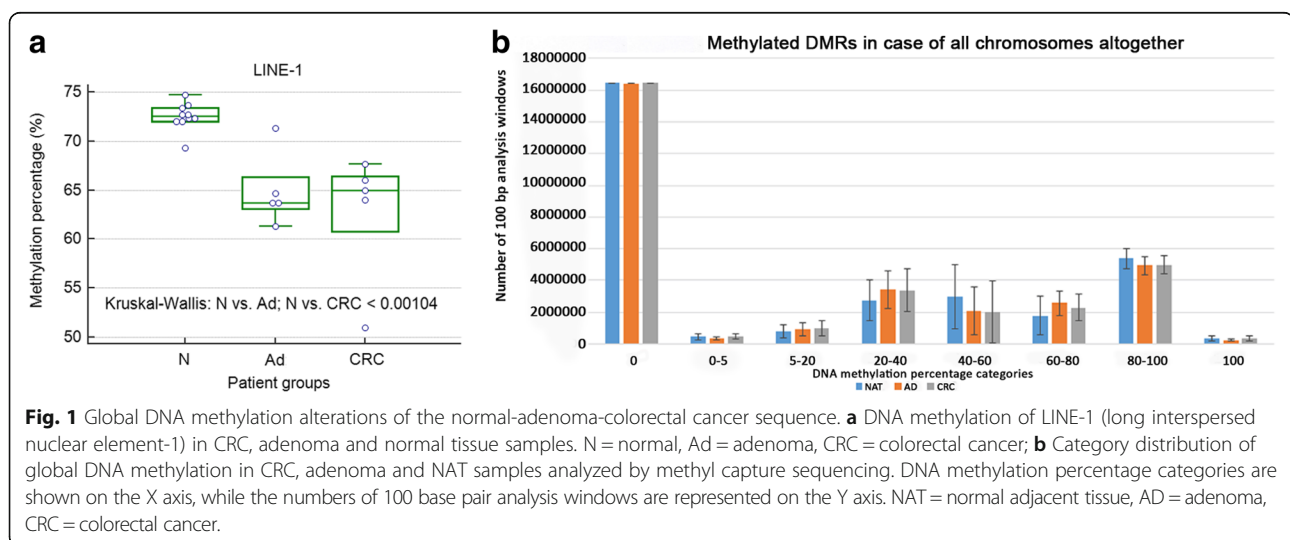 a
LINE-1
75
70
65
60
55
50
Methylation percentage (%)
Kruskal-Wallis: N vs. Ad; N vs. CRC < 0.00104
N Ad CRC
Patient groups
b
Methylated DMRs in case of all chromosomes altogether
Number of 100 bp analysis windows
18000000
16000000
14000000
12000000
10000000
8000000
6000000
4000000
2000000
0
0 0-5 5-20 20-40 40-60 60-80 80-100 100
DNA methylation percentage categories
NAT AD CRC
Fig. 1 Global DNA methylation alterations of the normal-adenoma-colorectal cancer sequence. a DNA methylation of LINE-1 (long interspersed
nuclear element-1) in CRC, adenoma and normal tissue samples. N = normal, Ad = adenoma, CRC = colorectal cancer; b Category distribution of
global DNA methylation in CRC, adenoma and NAT samples analyzed by methyl capture sequencing. DNA methylation percentage categories are
shown on the X axis, while the numbers of 100 base pair analysis windows are represented on the Y axis. NAT = normal adjacent tissue, AD = adenoma,
CRC = colorectal cancer.